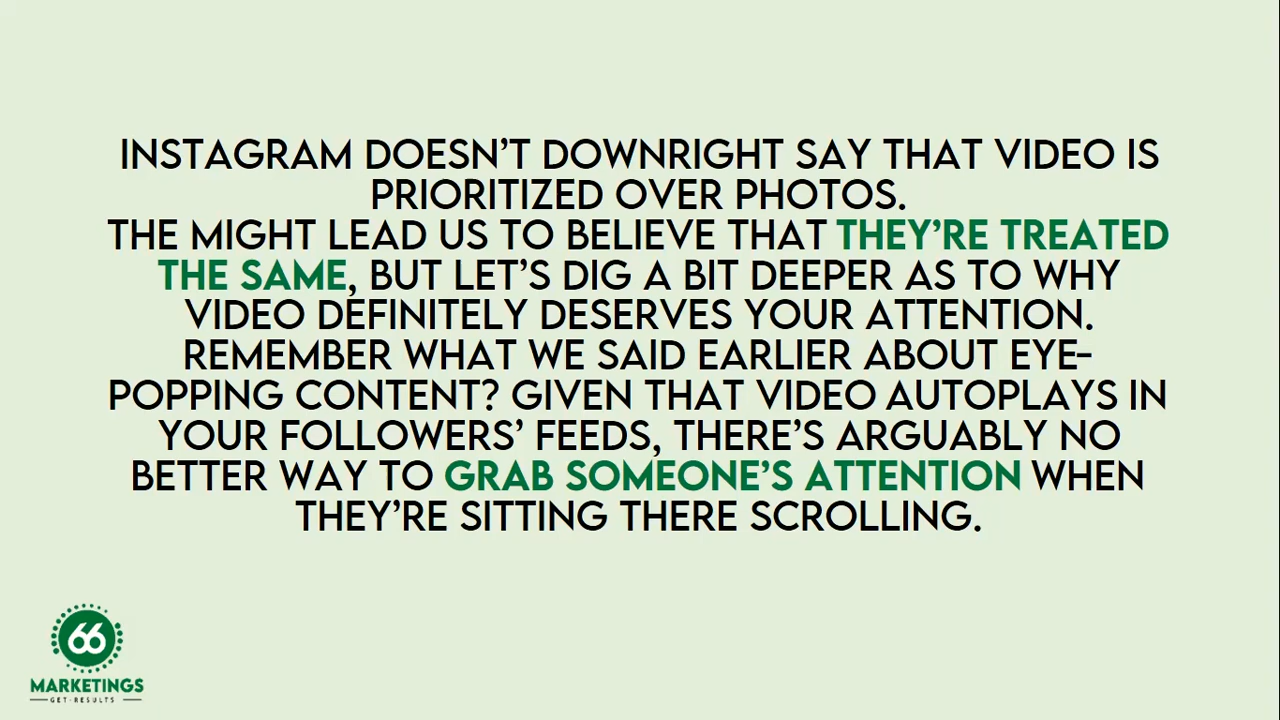 INSTAGRAM DOESN'T DOWNRIGHT SAY THAT VIDEO IS
PRIORITIZED OVER PHOTOS.
THE MIGHT LEAD US TO BELIEVE THAT THEY'RE TREATED
THE SAME, BUT LET'S DIG A BIT DEEPER AS TO WHY
VIDEO DEFINITELY DESERVES YOUR ATTENTION.
REMEMBER WHAT WE SAID EARLIER ABOUT EYE-
POPPING CONTENT? GIVEN THAT VIDEO AUTOPLAYS IN
YOUR FOLLOWERS' FEEDS, THERE'S ARGUABLY NO
BETTER WAY TO GRAB SOMEONE'S ATTENTION WHEN
THEY'RE SITTING THERE SCROLLING.
66
MARKETINGS
GET-RESULTS